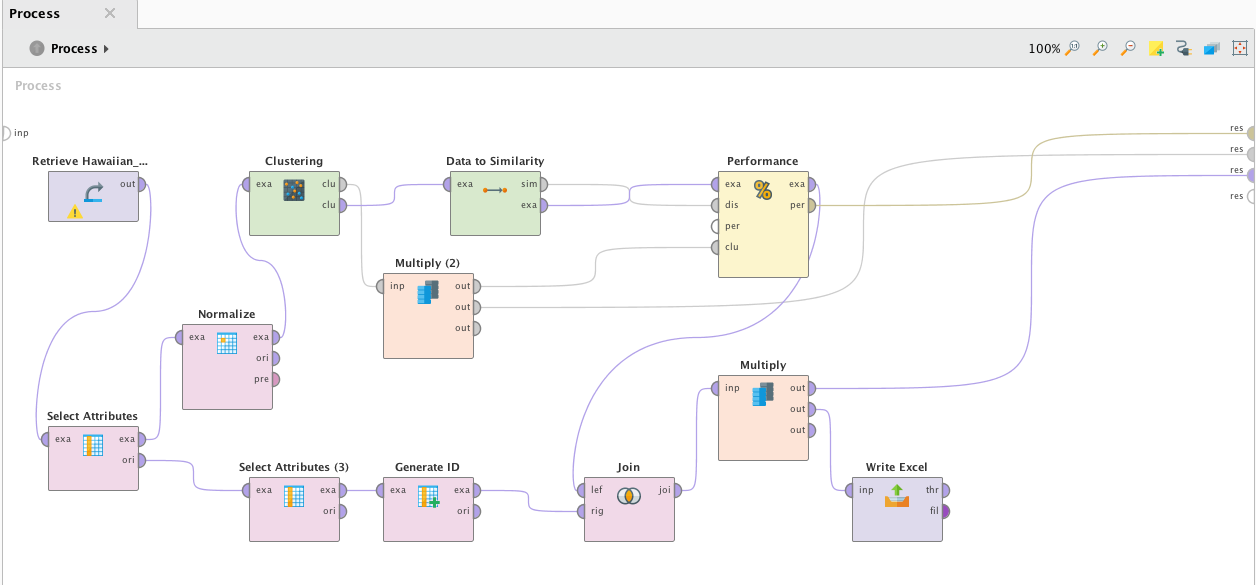 Process
Process
100%
Process
inp
res
res
res
res
Retrieve Hawaiian_...
out
Clustering
exa clu
clu
Data to Similarity
exa sim
exa
Performance
exa exa
dis per
per
clu
Multiply (2)
inp out
out
out
Normalize
exa exa
ori
pre
Multiply
inp out
out
out
Select Attributes
exa exa
ori
Select Attributes (3)
exa exa
ori
Generate ID
exa exa
ori
Join
lef joi
rig
Write Excel
inp thr
fil